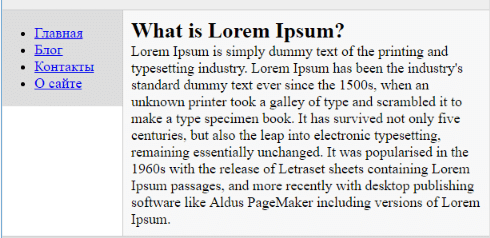 Главная
Блог
Контакты
О сайте
What is Lorem Ipsum?
Lorem Ipsum is simply dummy text of the printing and
typesetting industry. Lorem Ipsum has been the industry's
standard dummy text ever since the 1500s, when an
unknown printer took a galley of type and scrambled it to
make a type specimen book. It has survived not only five
centuries, but also the leap into electronic typesetting,
remaining essentially unchanged. It was popularised in the
1960s with the release of Letraset sheets containing Lorem
Ipsum passages, and more recently with desktop publishing
software like Aldus PageMaker including versions of Lorem
Ipsum.